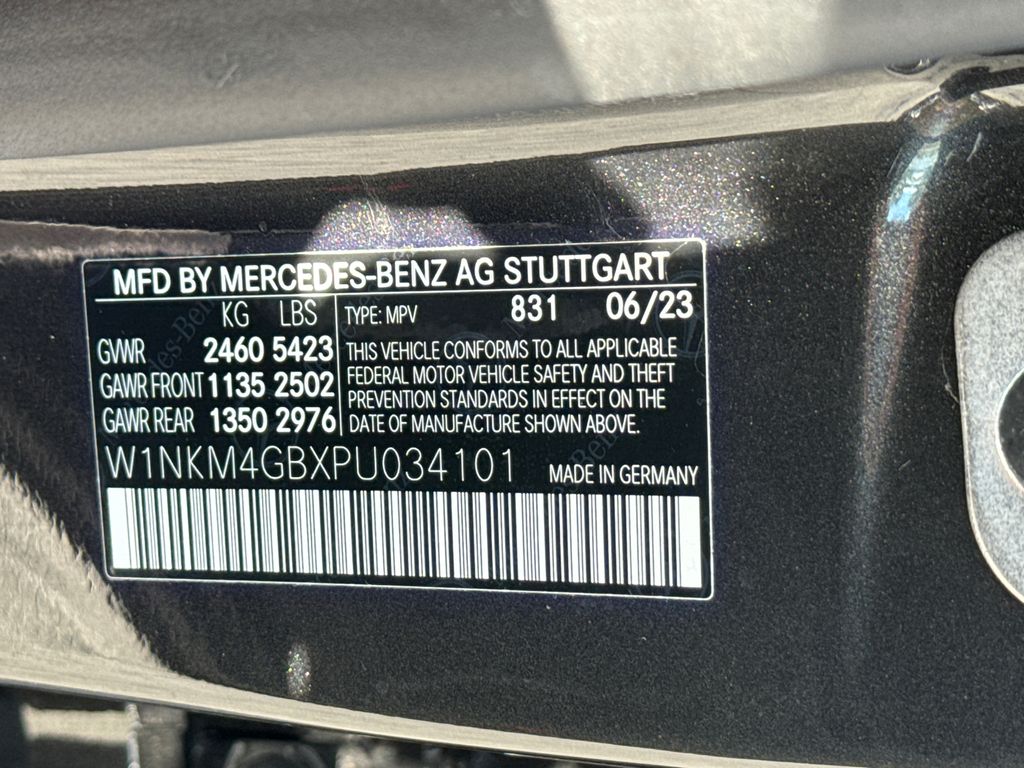 MFD BY MERCEDES-BENZ AG STUTTGART
KG LBS
GVWR 2460 5423
GAWR FRONT 1135 2502
GAWR REAR 1350 2976
TYPE: MPV 831 06/23
THIS VEHICLE CONFORMS TO ALL APPLICABLE
FEDERAL MOTOR VEHICLE SAFETY AND THEFT
PREVENTION STANDARDS IN EFFECT ON THE
DATE OF MANUFACTURE SHOWN ABOVE.
W1NKM4GBXPU034101 MADE IN GERMANY